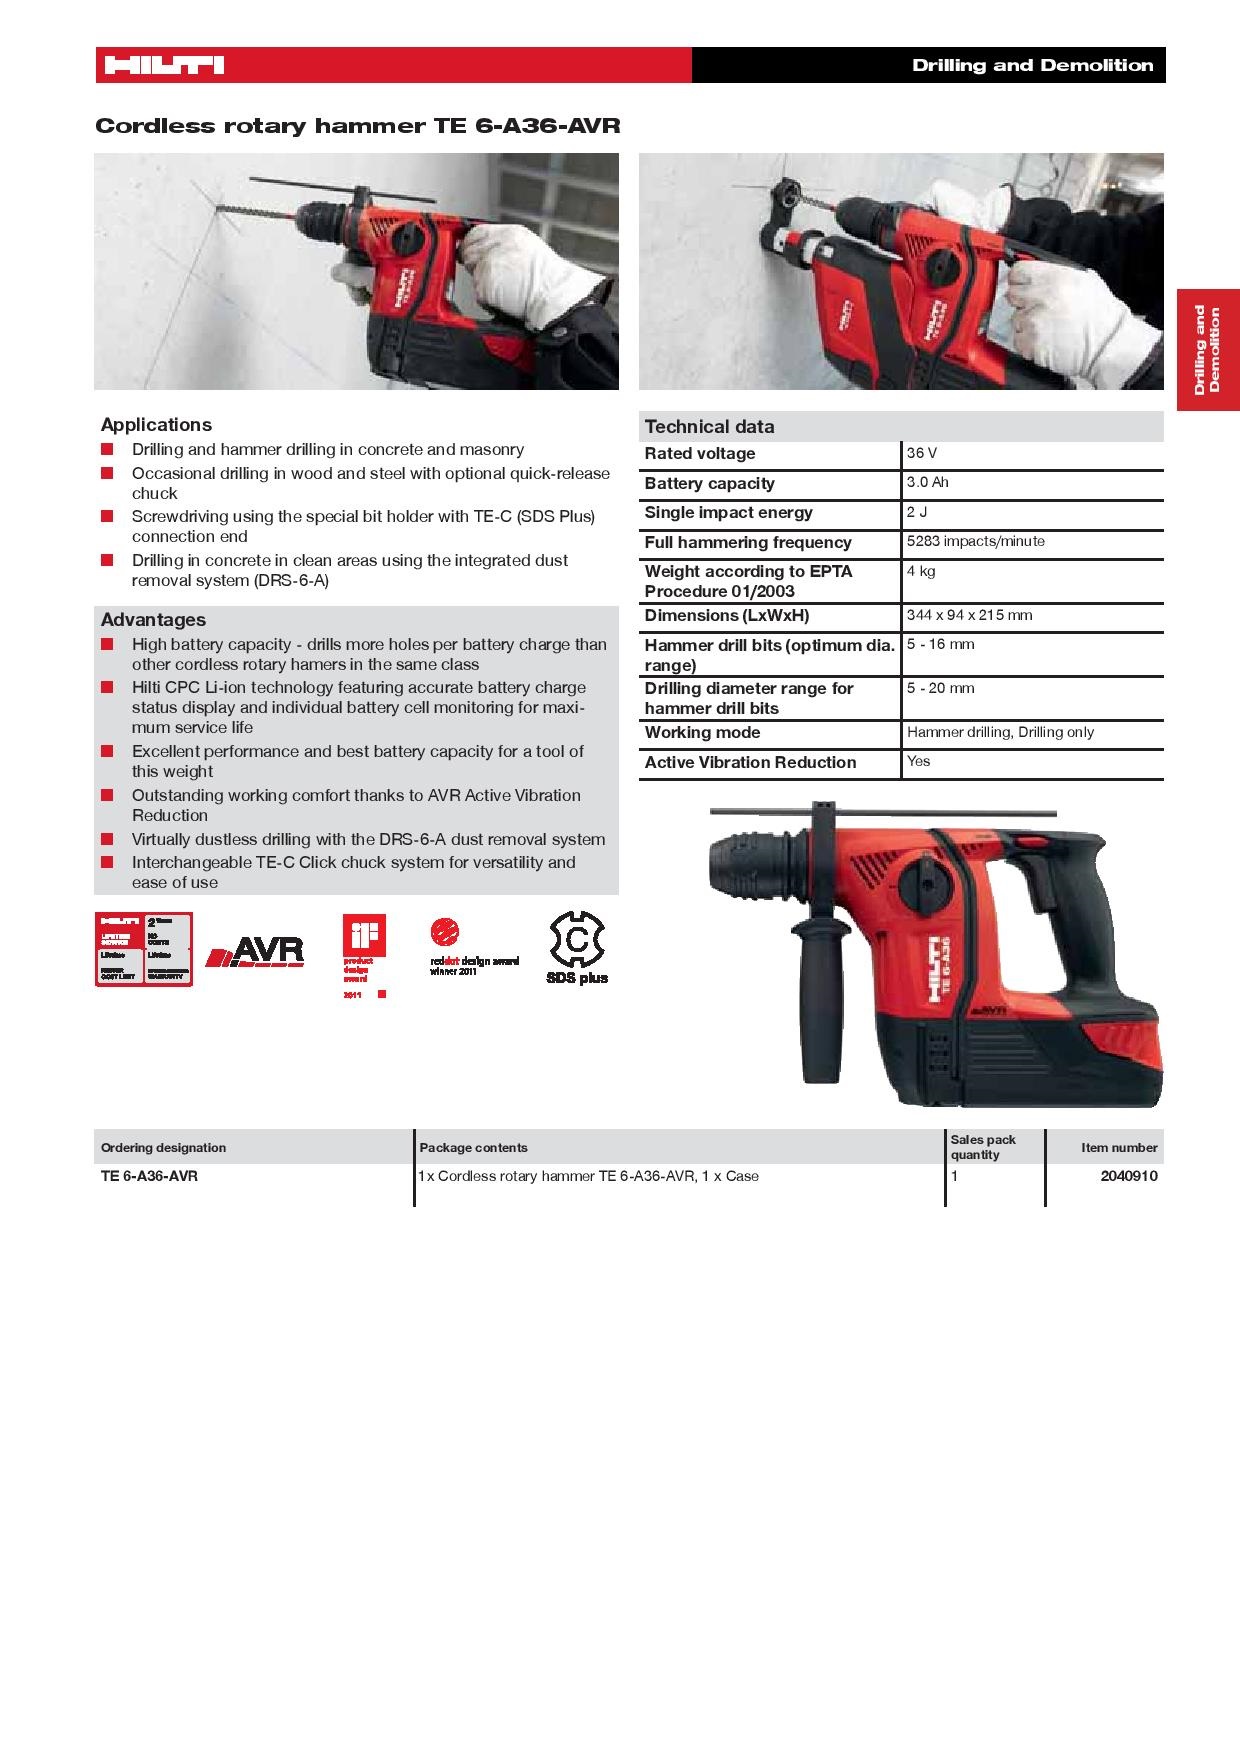 HILTI
Drilling and Demolition
Cordless rotary hammer TE 6-A36-AVR
Drilling and
Demolition
Applications
Drilling and hammer drilling in concrete and masonry
Occasional drilling in wood and steel with optional quick-release
chuck
Screwdriving using the special bit holder with TE-C (SDS Plus)
connection end
Drilling in concrete in clean areas using the integrated dust
removal system (DRS-6-A)
Advantages
High battery capacity - drills more holes per battery charge than
other cordless rotary hamers in the same class
Hilti CPC Li-ion technology featuring accurate battery charge
status display and individual battery cell monitoring for maxi-
mum service life
Excellent performance and best battery capacity for a tool of
this weight
Outstanding working comfort thanks to AVR Active Vibration
Reduction
Virtually dustless drilling with the DRS-6-A dust removal system
Interchangeable TE-C Click chuck system for versatility and
ease of use
HILTI
LIFETIME
SERVICE
2 Years
NO
COSTS
Lifetime
REPAIR
COST LIMIT
Lifetime
WARRANTY
AVR
iF
product
design
award
2011
reddot design award
winner 2011
C
SDS plus
Technical data
Rated voltage 36 V
Battery capacity 3.0 Ah
Single impact energy 2 J
Full hammering frequency 5283 impacts/minute
Weight according to EPTA 4 kg
Procedure 01/2003
Dimensions (LxWxH) 344 x 94 x 215 mm
Hammer drill bits (optimum dia. 5 - 16 mm
range)
Drilling diameter range for 5 - 20 mm
hammer drill bits
Working mode Hammer drilling, Drilling only
Active Vibration Reduction Yes
HILTI
TE 6-A36
AVR
Ordering designation Package contents Sales pack quantity Item number
TE 6-A36-AVR 1x Cordless rotary hammer TE 6-A36-AVR, 1 x Case 1 2040910